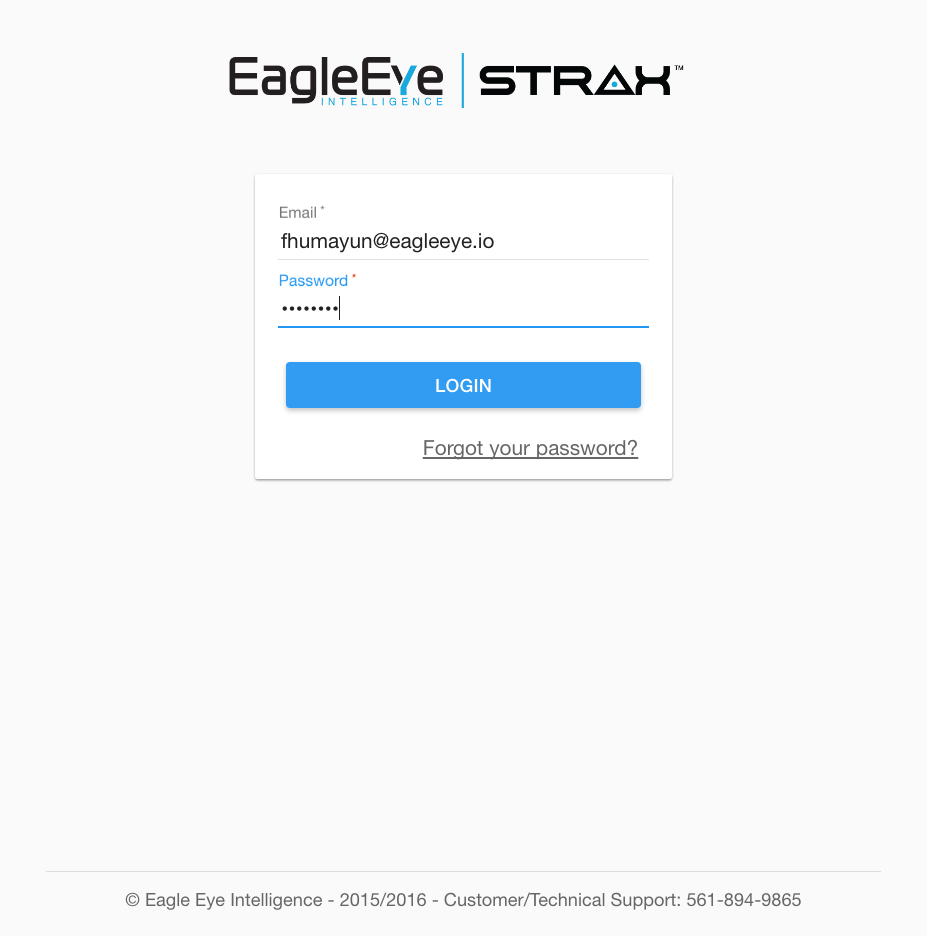 EagleEye STRAX™
INTELLIGENCE
Email *
fhumayun@eagleeye.io
Password *
••••••••
LOGIN
Forgot your password?
© Eagle Eye Intelligence - 2015/2016 - Customer/Technical Support: 561-894-9865